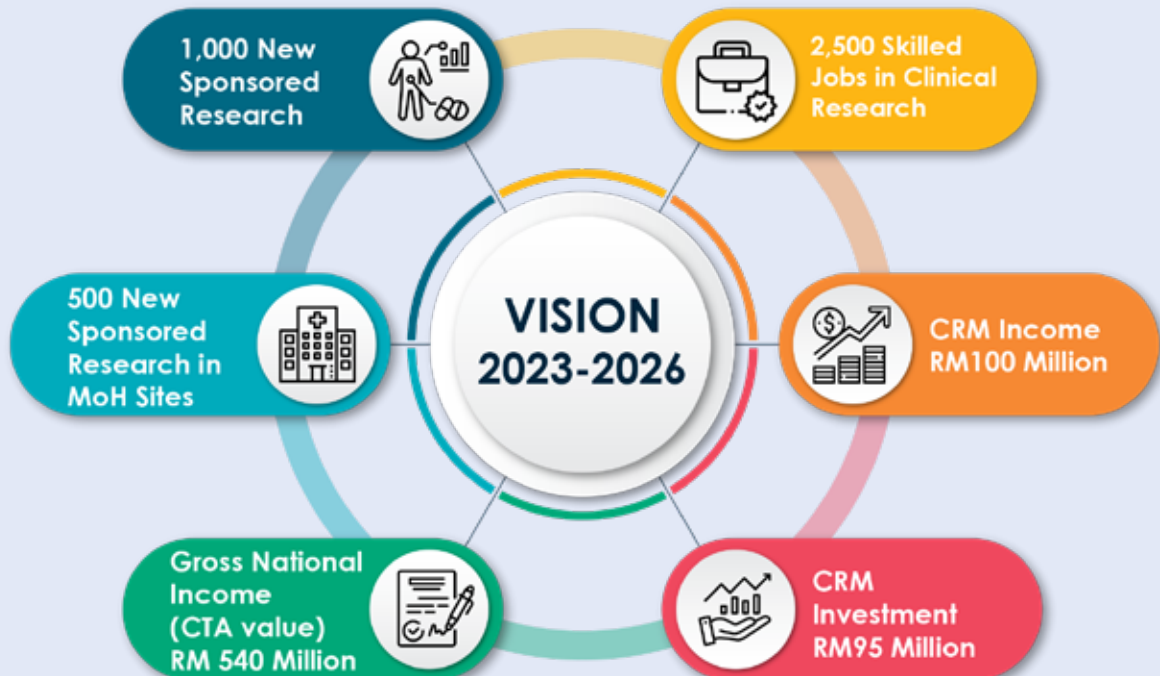 1,000 New
Sponsored
Research
2,500 Skilled
Jobs in Clinical
Research
500 New
Sponsored
Research in
MoH Sites
VISION
2023-2026
CRM Income
RM100 Million
Gross National
Income
(CTA value)
RM 540 Million
CRM
Investment
RM95 Million